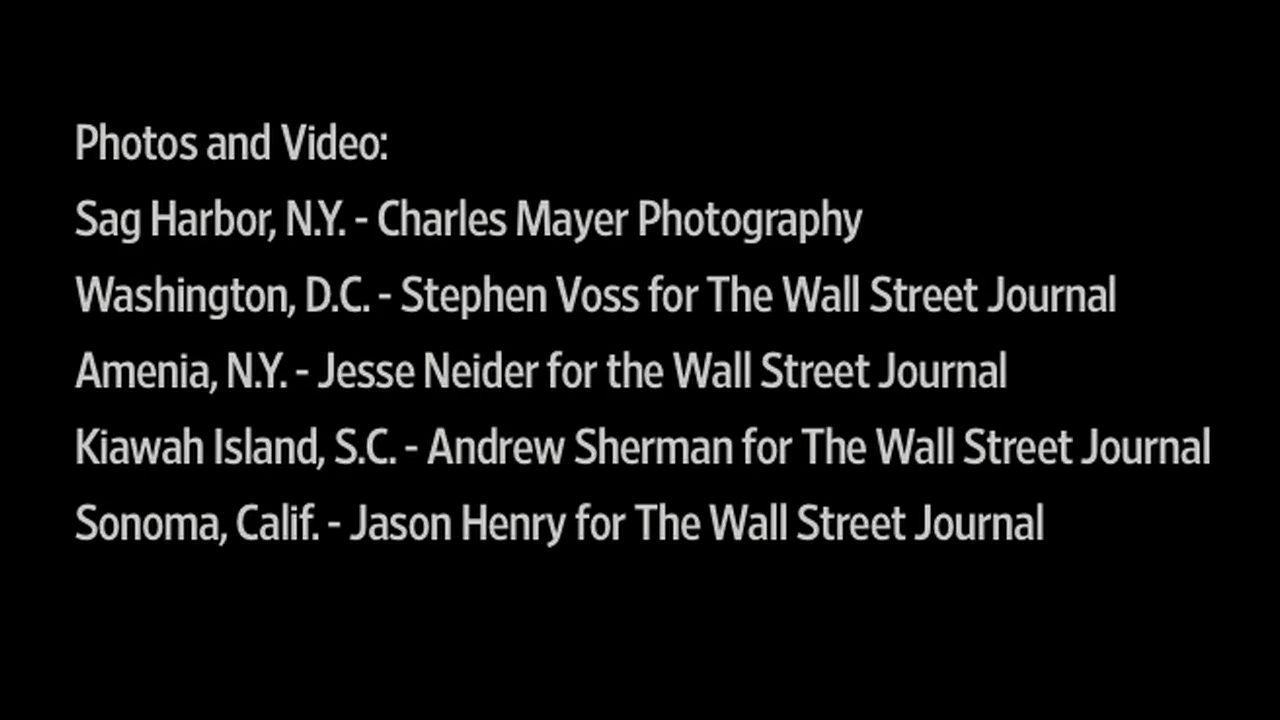 Photos and Video:
Sag Harbor, N.Y. - Charles Mayer Photography
Washington, D.C. - Stephen Voss for The Wall Street Journal
Amenia, N.Y. - Jesse Neider for the Wall Street Journal
Kiawah Island, S.C. - Andrew Sherman for The Wall Street Journal
Sonoma, Calif. - Jason Henry for The Wall Street Journal